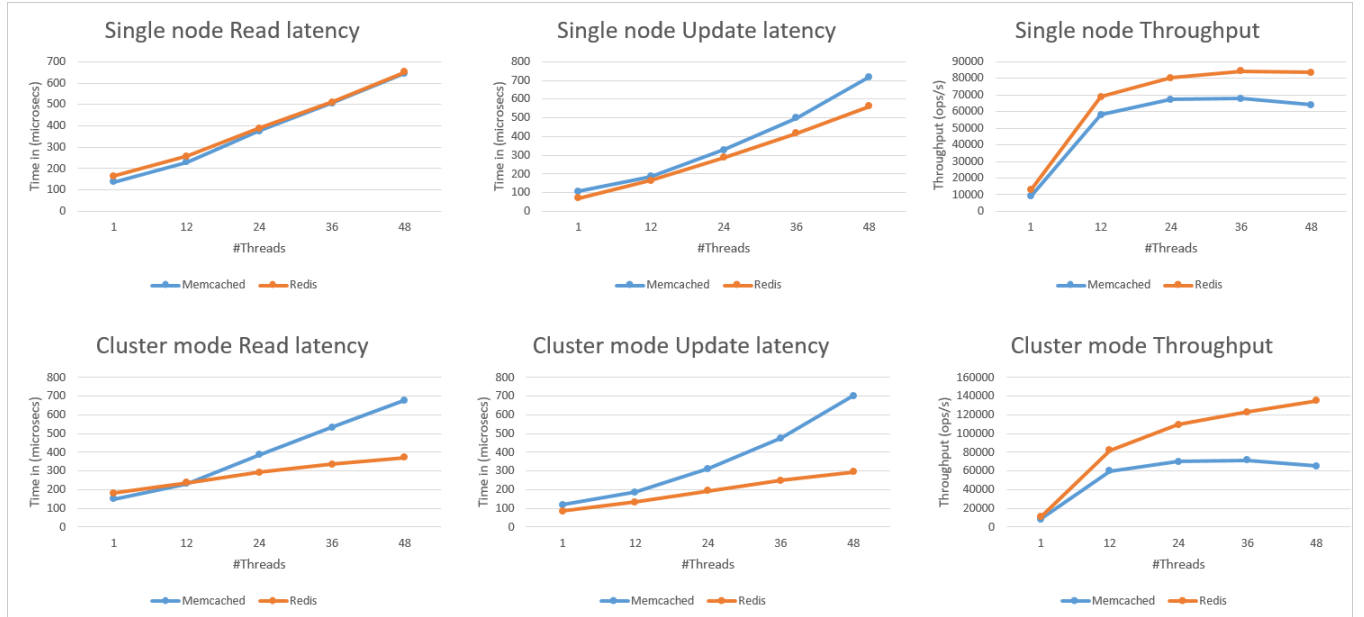 Single node Read latency
700
600
500
400
300
200
100
0
Time in (microsecs)
1 12 24 36 48
#Threads
Memcached Redis
Single node Update latency
800
700
600
500
400
300
200
100
0
Time in (microsecs)
1 12 24 36 48
#Threads
Memcached Redis
Single node Throughput
90000
80000
70000
60000
50000
40000
30000
20000
10000
0
Throughput (ops/s)
1 12 24 36 48
#Threads
Memcached Redis
Cluster mode Read latency
800
700
600
500
400
300
200
100
0
Time in (microsecs)
1 12 24 36 48
#Threads
Memcached Redis
Cluster mode Update latency
800
700
600
500
400
300
200
100
0
Time in (microsecs)
1 12 24 36 48
#Threads
Memcached Redis
Cluster mode Throughput
160000
140000
120000
100000
80000
60000
40000
20000
0
Throughput (ops/s)
1 12 24 36 48
#Threads
Memcached Redis